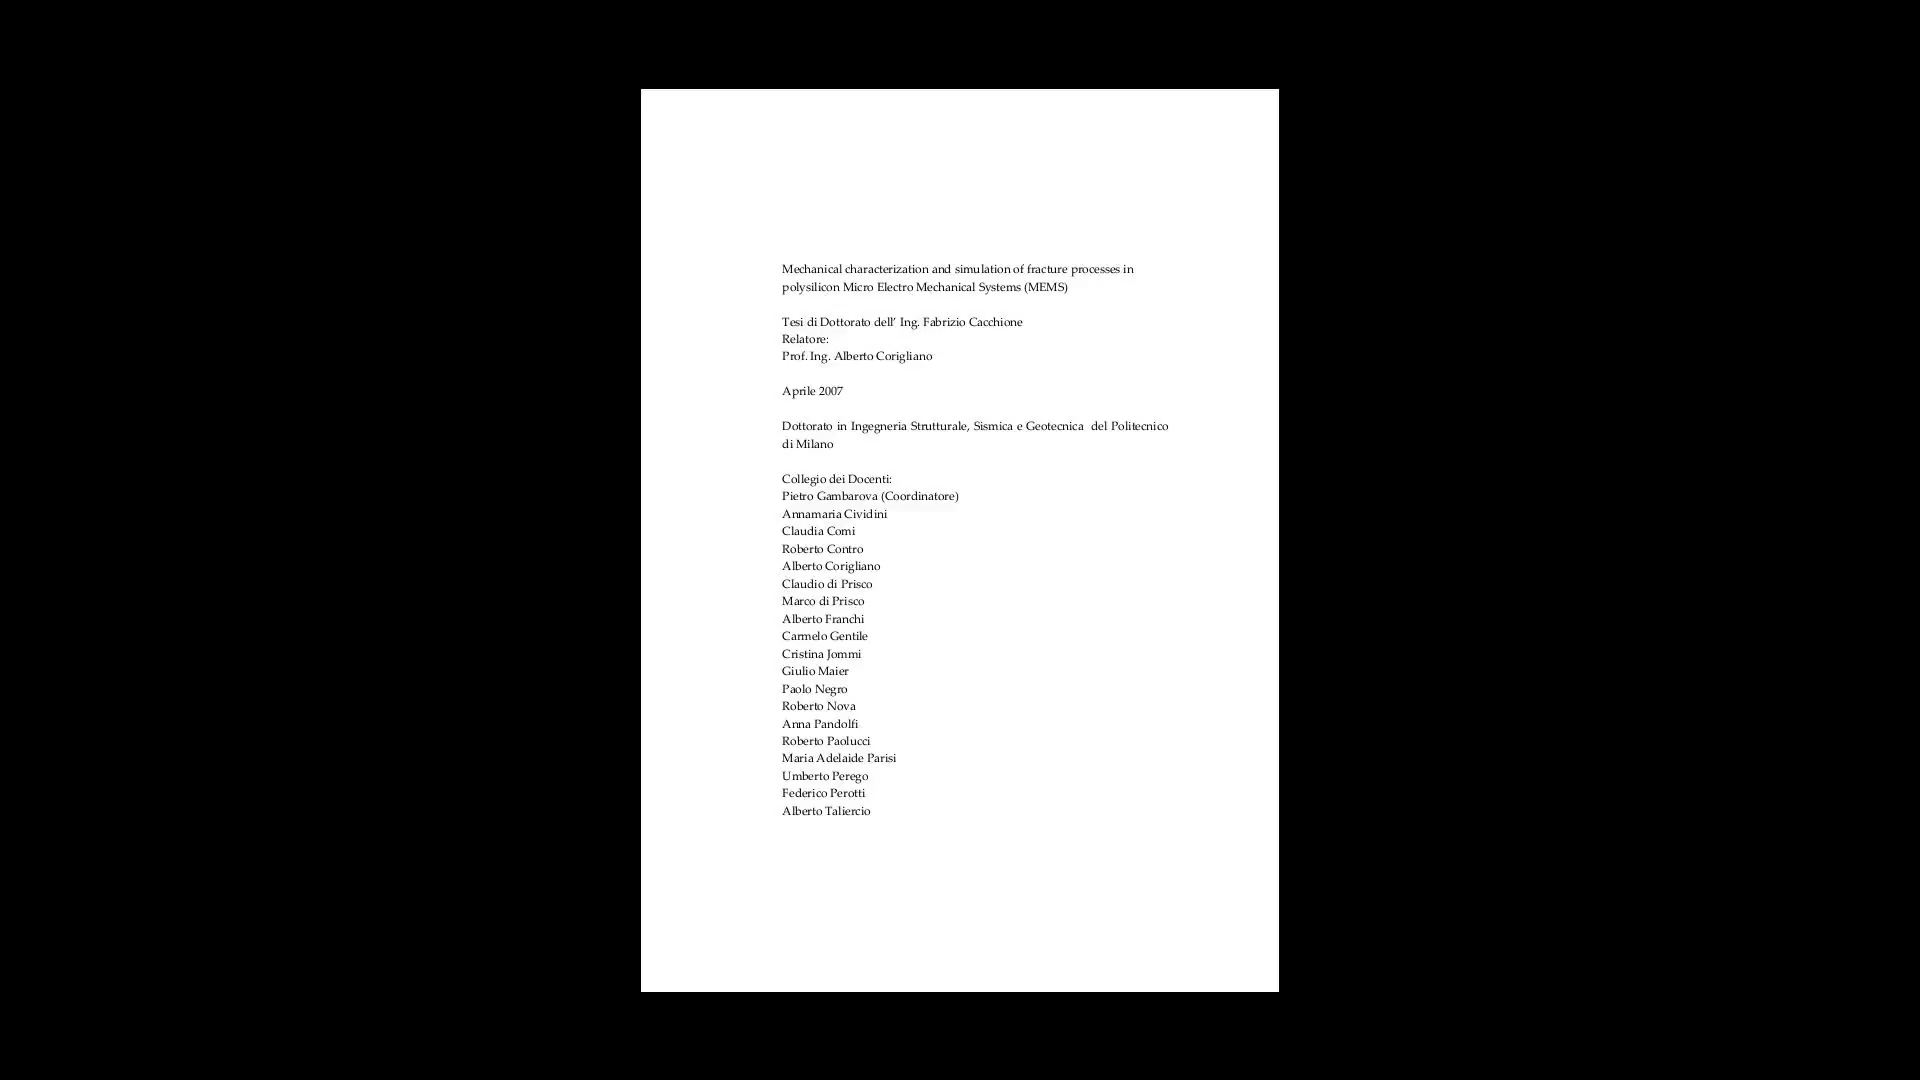 Mechanical characterization and simulation of fracture processes in
polysilicon Micro Electro Mechanical Systems (MEMS)
Tesi di Dottorato dell' Ing. Fabrizio Cacchione
Relatore:
Prof. Ing. Alberto Corigliano
Aprile 2007
Dottorato in Ingegneria Strutturale, Sismica e Geotecnica del Politecnico
di Milano
Collegio dei Docenti:
Pietro Gambarova (Coordinatore)
Annamaria Cividini
Claudia Comi
Roberto Contro
Alberto Corigliano
Claudio di Prisco
Marco di Prisco
Alberto Franchi
Carmelo Gentile
Cristina Jommi
Giulio Maier
Paolo Negro
Roberto Nova
Anna Pandolfi
Roberto Paolucci
Maria Adelaide Parisi
Umberto Perego
Federico Perotti
Alberto Taliercio